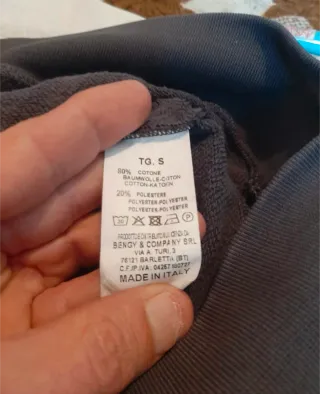 TG. S
80% COTONE
BAUMWOLLE-COTTON
COTTON-KATOEN
20% POLIESTERE
POLYESTER-POLYESTER
POLYESTER-POLYESTER
BENGY & COMPANY SRL
VIA A. TURI, 3
76121 BARLETTA (BT)
MADE IN ITALY